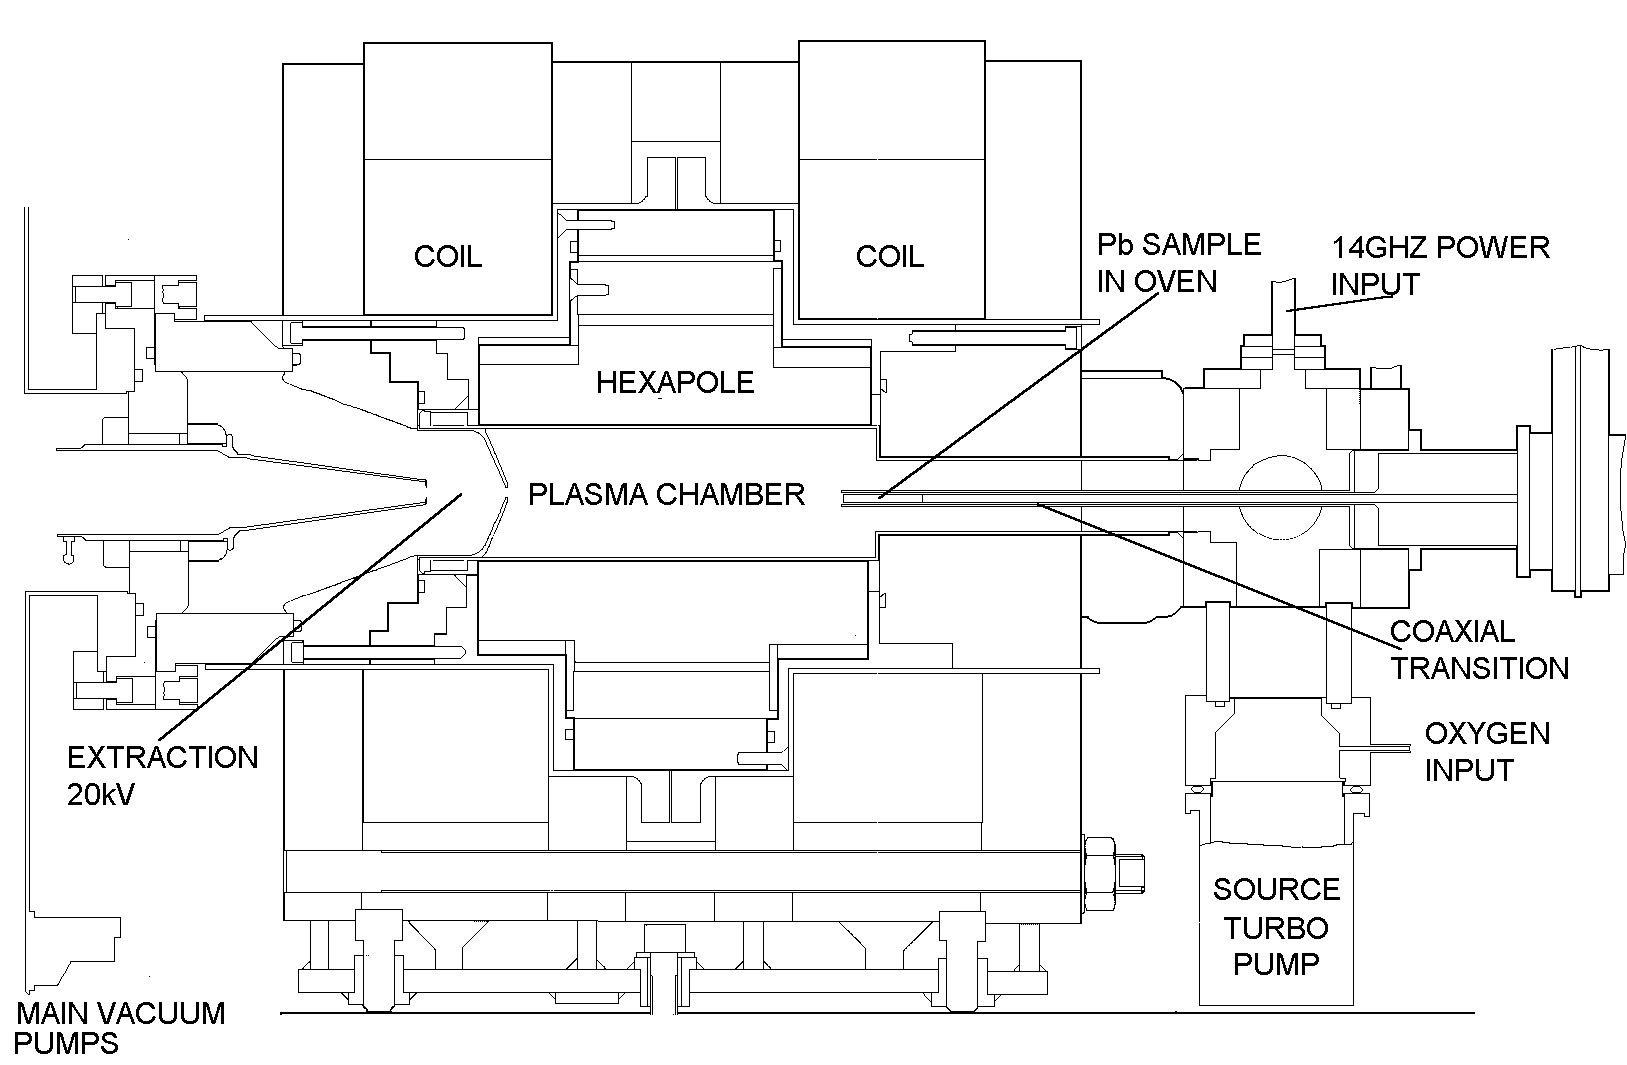 COIL
COIL
Pb SAMPLE
IN OVEN
14GHZ POWER
INPUT
HEXAPOLE
PLASMA CHAMBER
COAXIAL
TRANSITION
EXTRACTION
20kV
OXYGEN
INPUT
SOURCE
TURBO
PUMP
MAIN VACUUM
PUMPS